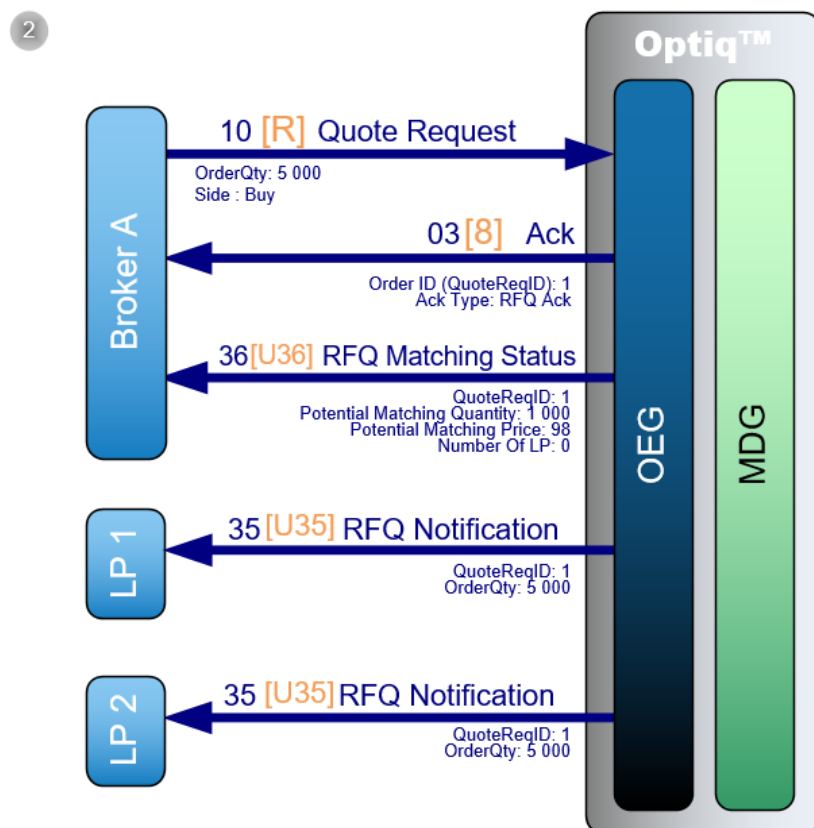 2
Optiq™
Broker A
10 [R] Quote Request
OrderQty: 5 000
Side : Buy
03 [8] Ack
Order ID (QuoteReqID): 1
Ack Type: RFQ Ack
36 [U36] RFQ Matching Status
QuoteReqID: 1
Potential Matching Quantity: 1 000
Potential Matching Price: 98
Number Of LP: 0
OEG
MDG
LP 1
35 [U35] RFQ Notification
QuoteReqID: 1
OrderQty: 5 000
LP 2
35 [U35] RFQ Notification
QuoteReqID: 1
OrderQty: 5 000